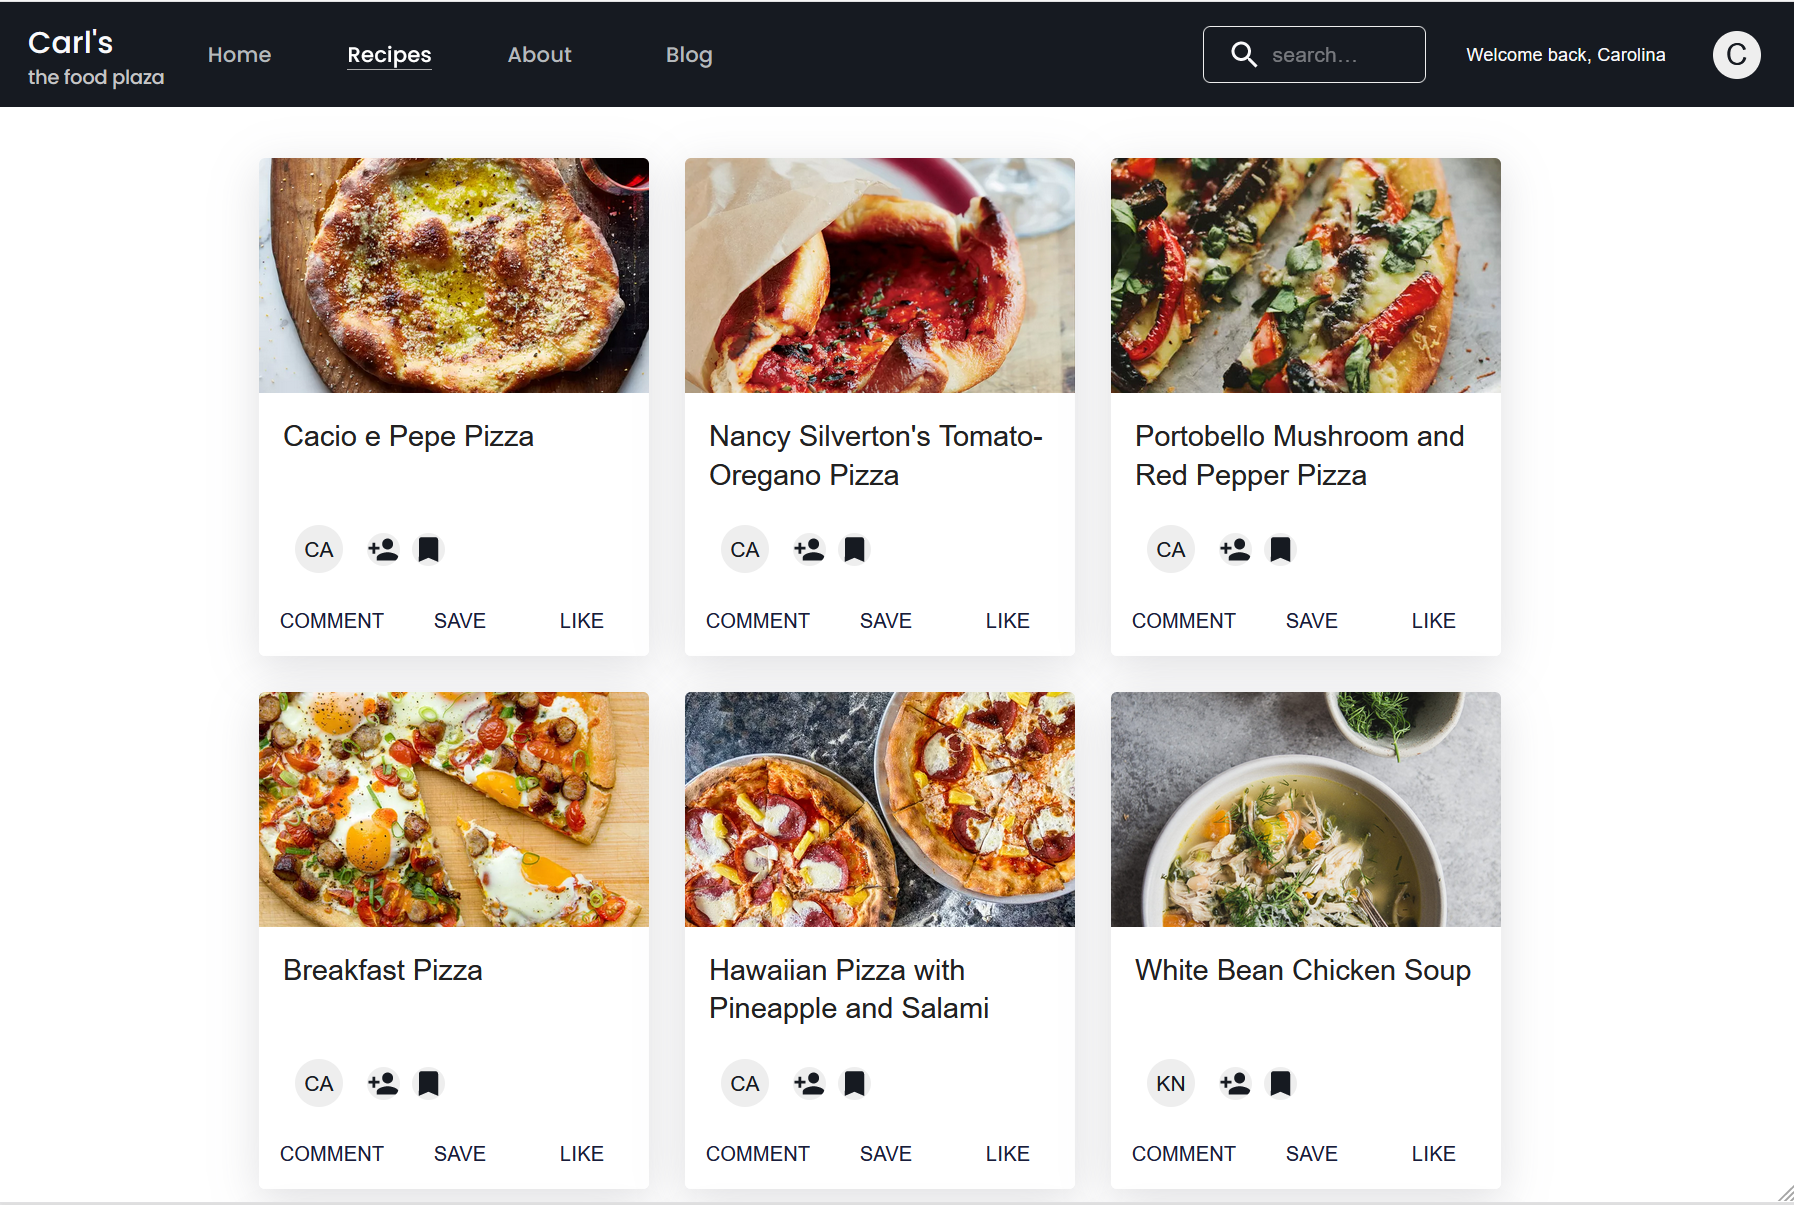 Carl's
the food plaza
Home
Recipes
About
Blog
search...
Welcome back, Carolina
C
Cacio e Pepe Pizza
CA
COMMENT
SAVE
LIKE
Nancy Silverton's Tomato-
Oregano Pizza
CA
COMMENT
SAVE
LIKE
Portobello Mushroom and
Red Pepper Pizza
CA
COMMENT
SAVE
LIKE
Breakfast Pizza
CA
COMMENT
SAVE
LIKE
Hawaiian Pizza with
Pineapple and Salami
CA
COMMENT
SAVE
LIKE
White Bean Chicken Soup
KN
COMMENT
SAVE
LIKE